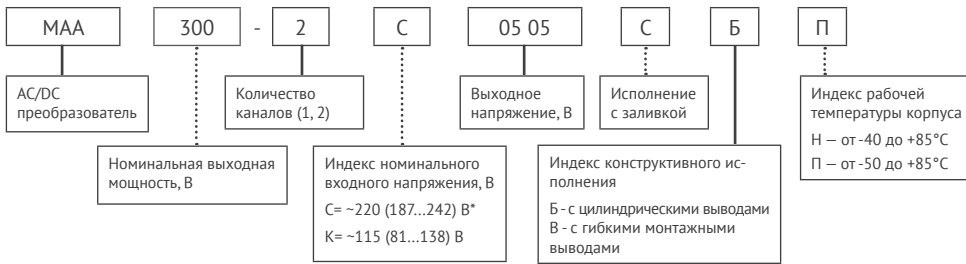 МАА 300 - 2 С 05 05 С Б П
AC/DC
преобразователь
Количество
каналов (1, 2)
Выходное
напряжение, В
Исполнение
с заливкой
Индекс рабочей
температуры корпуса
Н — от -40 до +85°C
П — от -50 до +85°C
Номинальная выходная
мощность, В
Индекс номинального
входного напряжения, В
С= ~220 (187...242) В*
К= ~115 (81...138) В
Индекс конструктивного ис-
полнения
Б - с цилиндрическими выводами
В - с гибкими монтажными
выводами